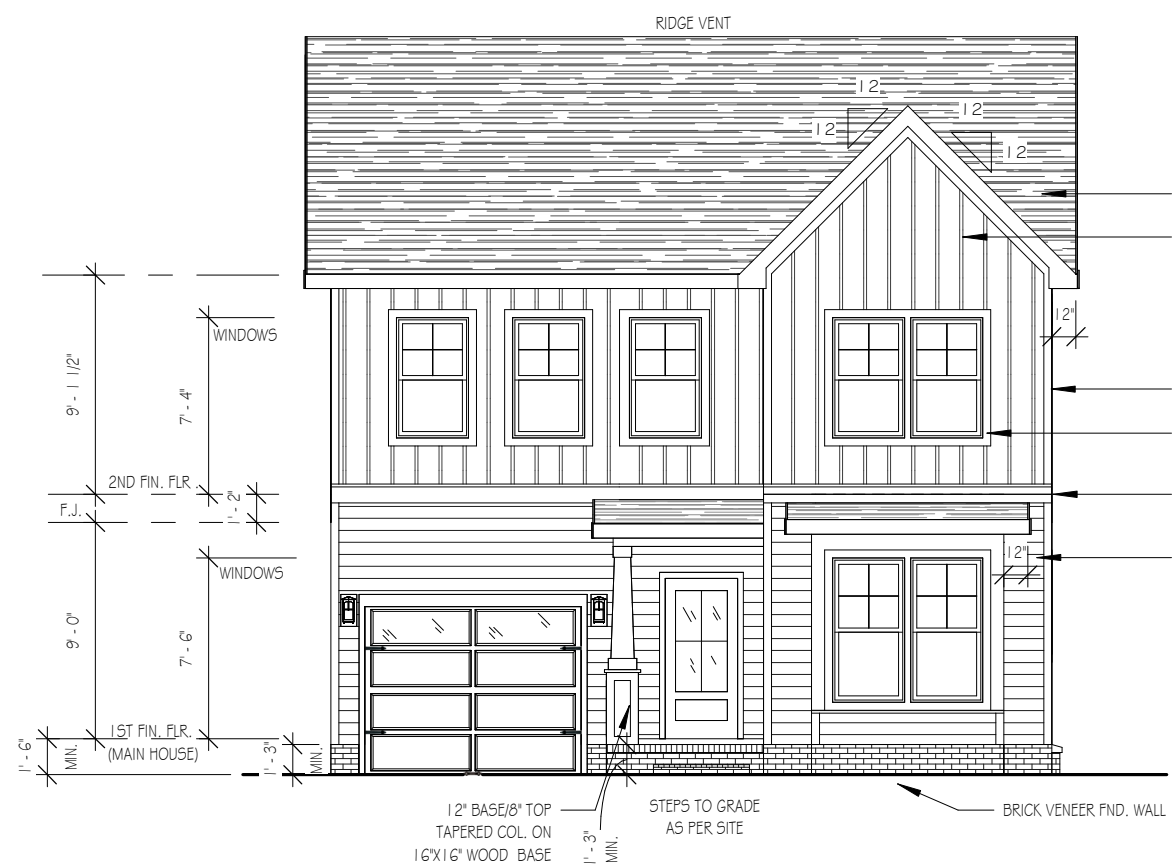 RIDGE VENT
12
12
12
12
12"
WINDOWS
9' - 1 1/2"
7' - 4"
2ND FIN. FLR.
F.J.
1' - 2"
WINDOWS
12"
9' - 0"
7' - 6"
1ST FIN. FLR.
(MAIN HOUSE)
1' - 6"
MIN.
1' - 3"
MIN.
12" BASE/8" TOP
TAPERED COL. ON
16"X16" WOOD BASE
1' - 3"
MIN.
STEPS TO GRADE
AS PER SITE
BRICK VENEER FND. WALL